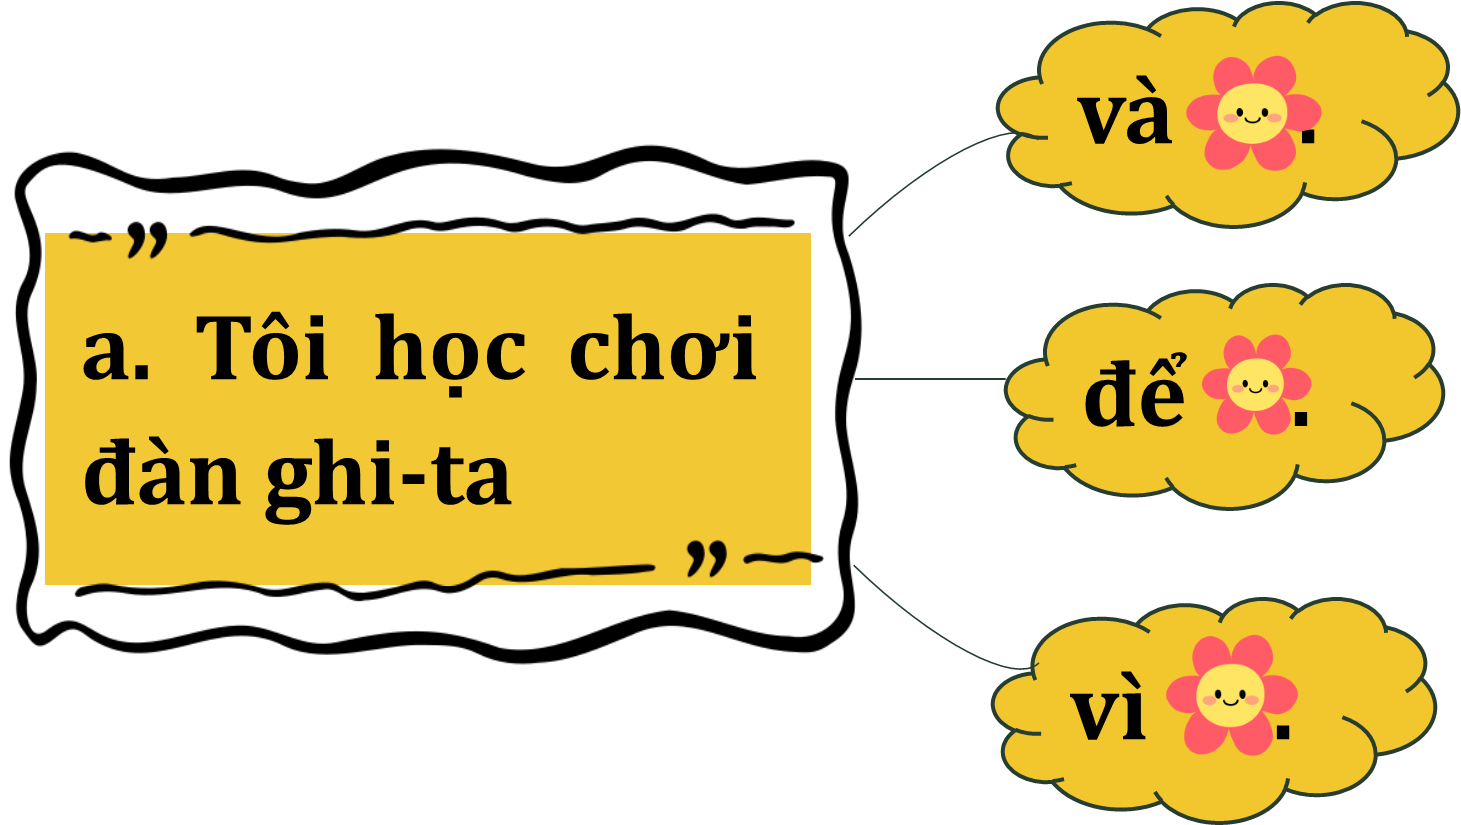 a. Tôi học chơi
đàn ghi-ta
và .
để .
vì .